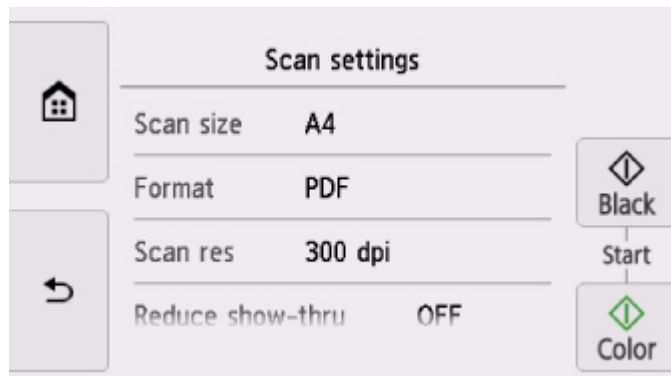 Scan settings
Scan size A4
Format PDF
Scan res 300 dpi
Reduce show-thru OFF
Black
Start
Color